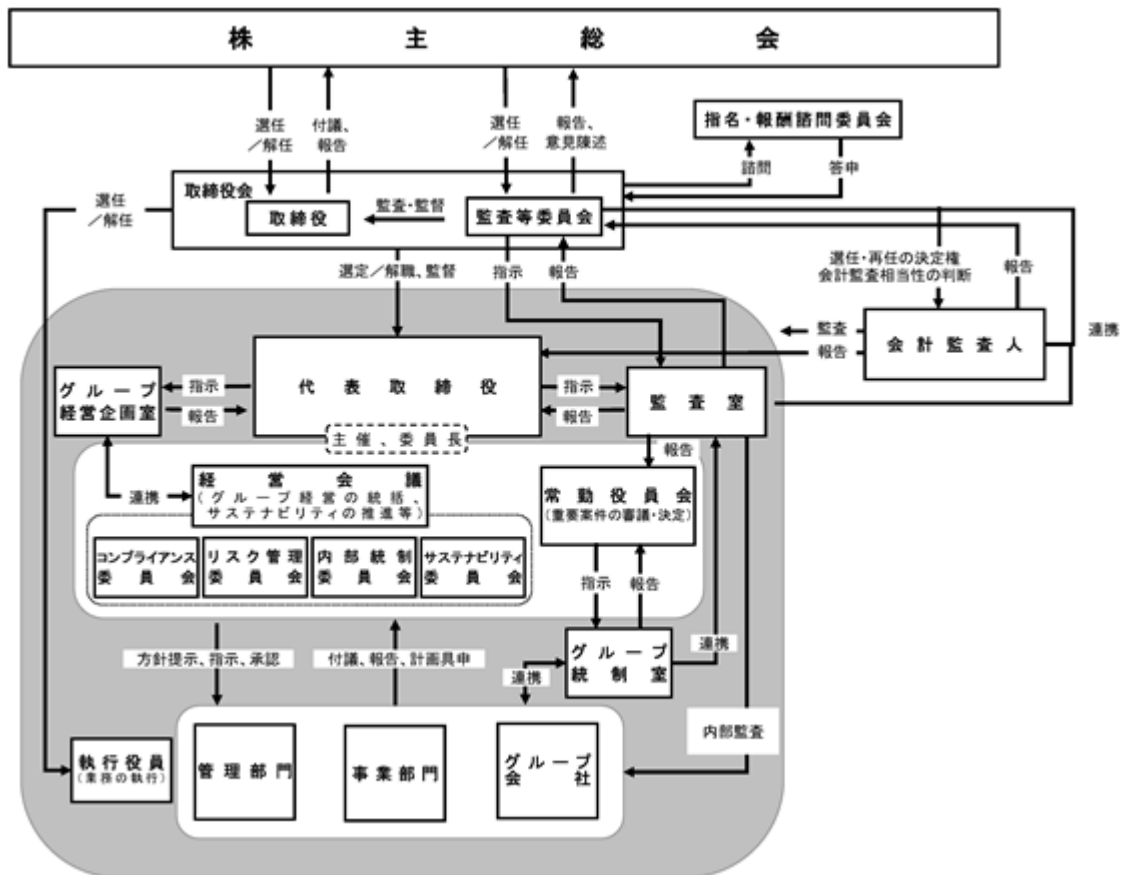 株主総会
選任
／解任
付議、
報告
選任
／解任
報告、
意見陳述
指名・報酬諮問委員会
諮問
答申
選任
／解任
取締役会
取締役
監査・監督
監査等委員会
選定／解職、監督
指示
報告
選任・再任の決定権
会計監査相当性の判断
報告
会計監査人
監査
報告
連携
グループ
経営企画室
指示
報告
代表取締役
主催、委員長
指示
報告
監査室
報告
連携
経営会議
（グループ経営の統括、
サステナビリティの推進等）
常勤役員会
（重要案件の審議・決定）
コンプライアンス
委員会
リスク管理
委員会
内部統制
委員会
サステナビリティ
委員会
指示
報告
方針提示、指示、承認
付議、報告、計画具申
連携
グループ
統制室
連携
内部監査
執行役員
（業務の執行）
管理部門
事業部門
グループ
会社